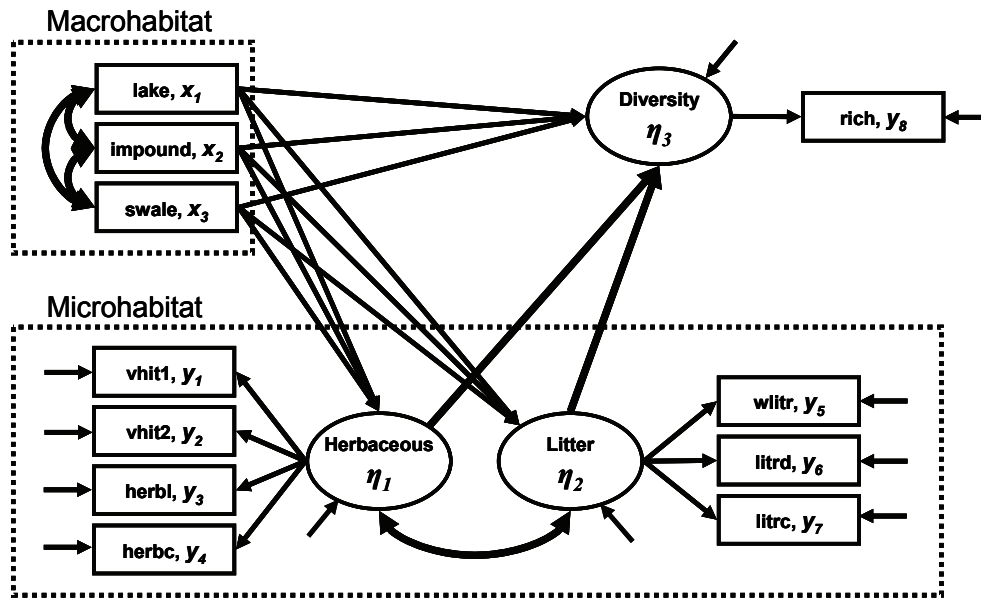 Macrohabitat
lake, x₁
impound, x₂
swale, x₃
Diversity
η₃
rich, y₈
Microhabitat
vhit1, y₁
vhit2, y₂
herbl, y₃
herbc, y₄
Herbaceous
η₁
Litter
η₂
wlitr, y₅
litrd, y₆
litrc, y₇